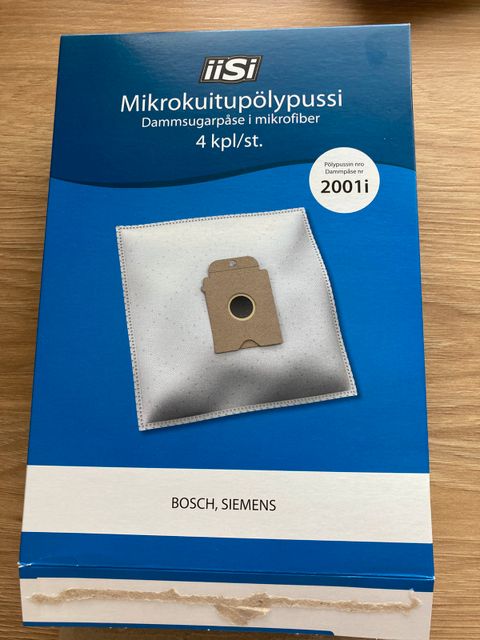 iiSi
Mikrokuitupölypussi
Dammsugarpåse i mikrofiber
4 kpl/st.
Pölypussin nro
Dammpåse nr
2001i
BOSCH, SIEMENS